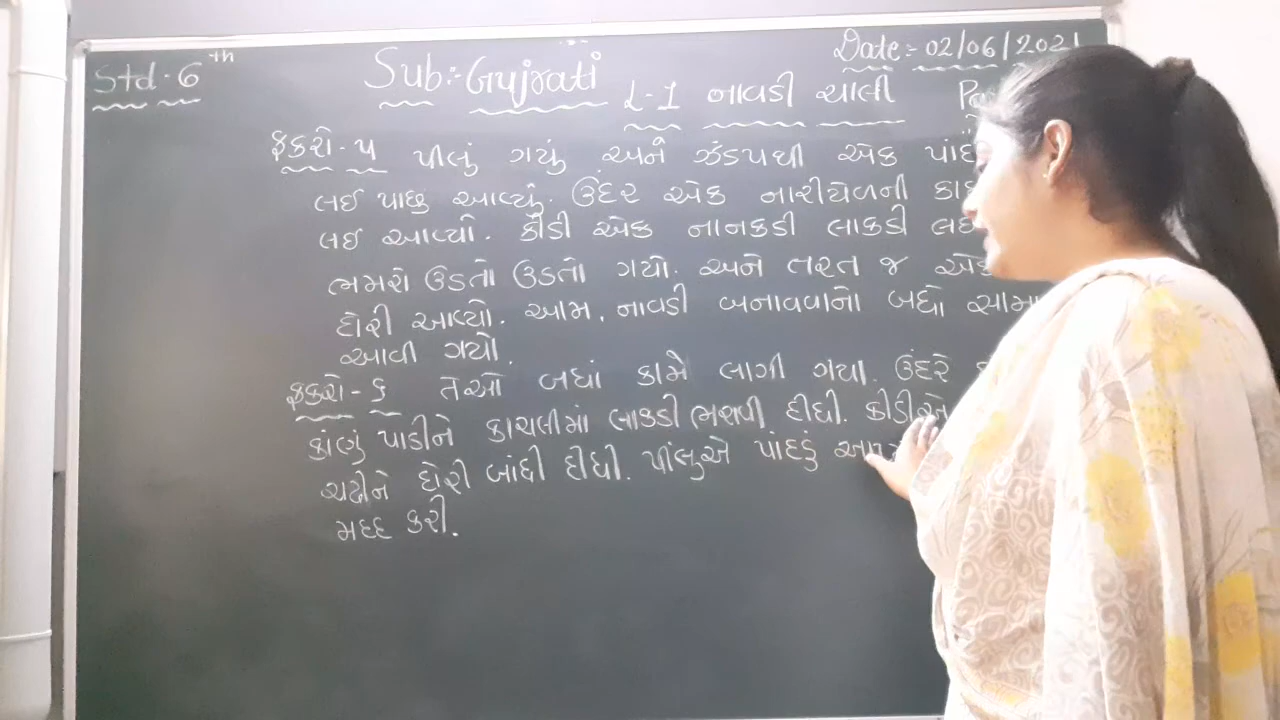 Std-6th Sub:-Gujrati Date:-02/06/2021
L-1 નાવડી ચાલી
ફકરો-૫ પીલું ગયું અને ઝડપથી એક
લઈ પાછું આવ્યું. ઉંદર એક નારીયેળની
લઈ આવ્યો. કીડી એક નાનકડી લાકડી
ભમરો ઉડતો ઉડતો ગયો. અને તરત જ
દોરી આવ્યો. આમ, નાવડી બનાવવાનો બધો
આવી ગયો.
ફકરો-૬ તેઓ બધાં કામે લાગી ગયા. ઉંદરે
કાંણું પાડીને કાચલીમાં લાકડી ભરાવી દીધી. કીડીએ
ચઢીને દોરી બાંધી દીધી. પીંલુએ પાંદડું
મદદ કરી.